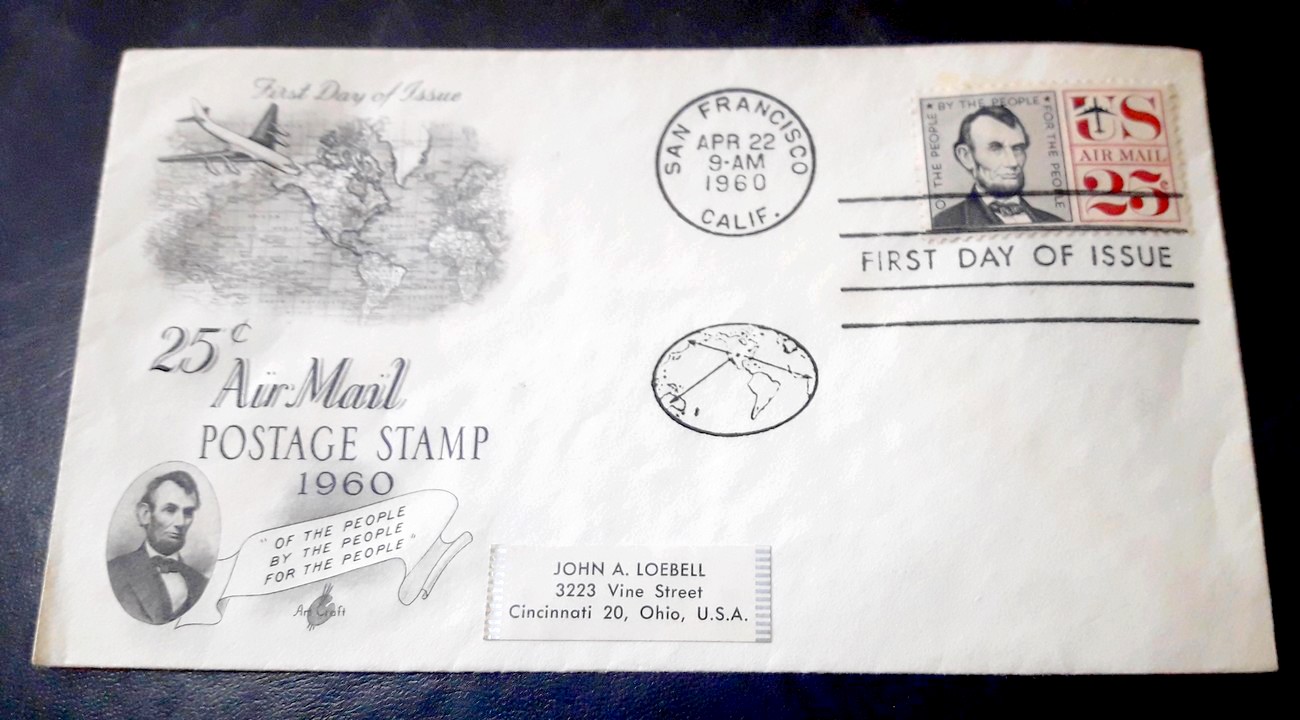 First Day of Issue
SAN FRANCISCO
APR 22
9-AM
1960
CALIF.
OF THE PEOPLE ★ BY THE PEOPLE ★ FOR THE PEOPLE
US
AIR MAIL
25¢
FIRST DAY OF ISSUE
25¢
Air Mail
POSTAGE STAMP
1960
"OF THE PEOPLE
BY THE PEOPLE
FOR THE PEOPLE"
Art Craft
JOHN A. LOEBELL
3223 Vine Street
Cincinnati 20, Ohio, U.S.A.